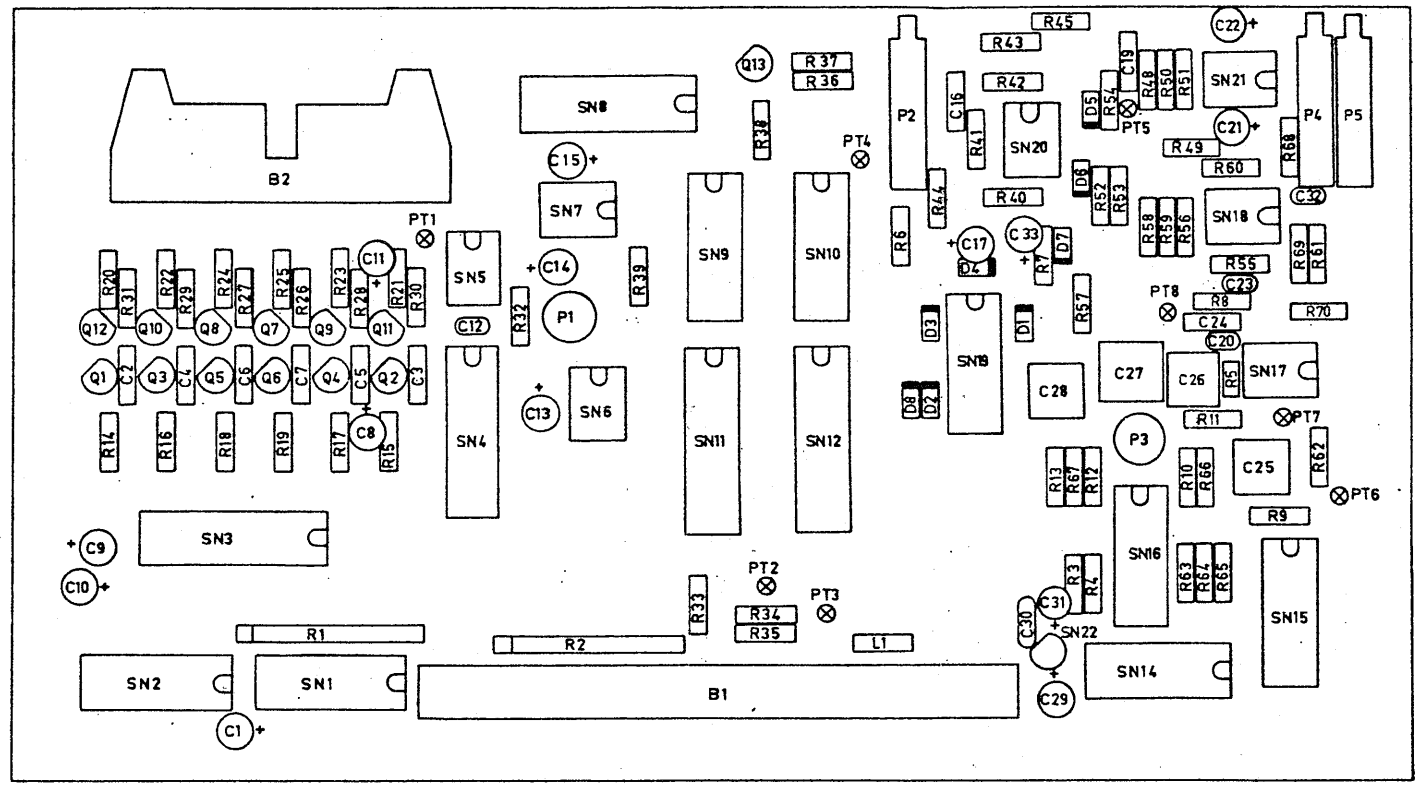 R45
C22 +
R43
Q13
R37
R36
C19
R48
R50
R51
SN21
R42
SN8
P2
C16
D5
R54
PT5
P4
P5
R38
R41
SN20
C21 +
PT4
R49
R68
C15 +
R60
B2
D6
R52
R53
R44
R40
C32
SN7
R6
R58
R59
R56
SN18
PT1
+ C17
C33
+
D7
R7
D4
R69
R61
C11
+
SN5
+ C14
R39
SN9
SN10
R55
C23
R20
R31
R22
R29
R24
R27
R25
R26
R23
R28
R21
R30
R57
PT8
R8
R70
Q12
Q10
Q8
Q7
Q9
Q11
C12
R32
P1
D3
D1
C24
C20
SN19
Q1
C2
Q3
C4
Q5
C6
Q6
C7
Q4
C5
Q2
C3
C28
C27
C26
R5
SN17
+
C13
SN6
D8
D2
R11
PT7
+
C8
R14
R16
R18
R19
R17
R15
SN4
SN11
SN12
P3
R13
R67
R12
R10
R66
C25
R62
PT6
R9
SN3
+ C9
C10 +
SN16
PT2
R3
R4
R63
R64
R65
R33
R34
R35
PT3
C30
C31
+
SN22
SN15
R1
R2
L1
SN2
SN1
B1
SN14
+
C29
C1 +